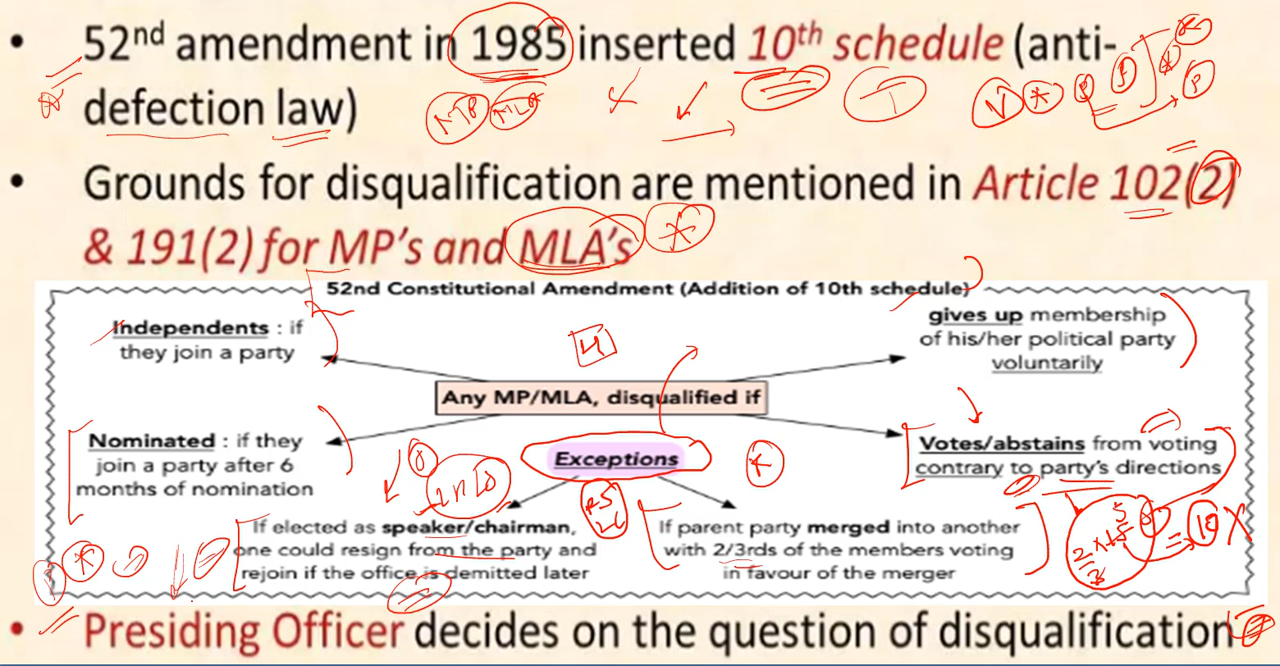 • 52nd amendment in 1985 inserted 10th schedule (anti-
defection law)
MP MLA
• Grounds for disqualification are mentioned in Article 102(2)
& 191(2) for MP's and MLA's
52nd Constitutional Amendment (Addition of 10th schedule)
Independents : if
they join a party
gives up membership
of his/her political party
voluntarily
Any MP/MLA, disqualified if
Nominated : if they
join a party after 6
months of nomination
Votes/abstains from voting
contrary to party's directions
Exceptions
If elected as speaker/chairman,
one could resign from the party and
rejoin if the office is demitted later
If parent party merged into another
with 2/3rds of the members voting
in favour of the merger
• Presiding Officer decides on the question of disqualification